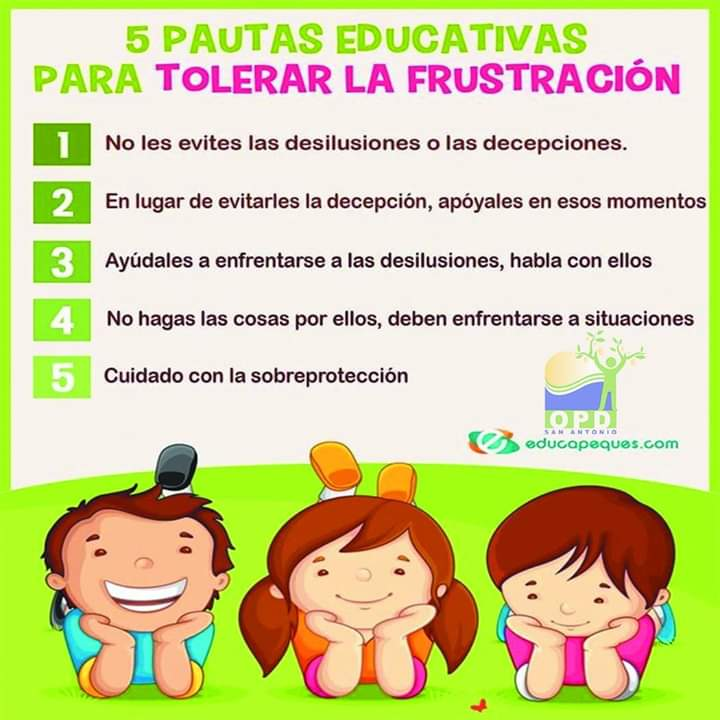 5 PAUTAS EDUCATIVAS
PARA TOLERAR LA FRUSTRACIÓN
1 No les evites las desilusiones o las decepciones.
2 En lugar de evitarles la decepción, apóyales en esos momentos
3 Ayúdales a enfrentarse a las desilusiones, habla con ellos
4 No hagas las cosas por ellos, deben enfrentarse a situaciones
5 Cuidado con la sobreprotección
OPD
SAN ANTONIO
educapeques.com